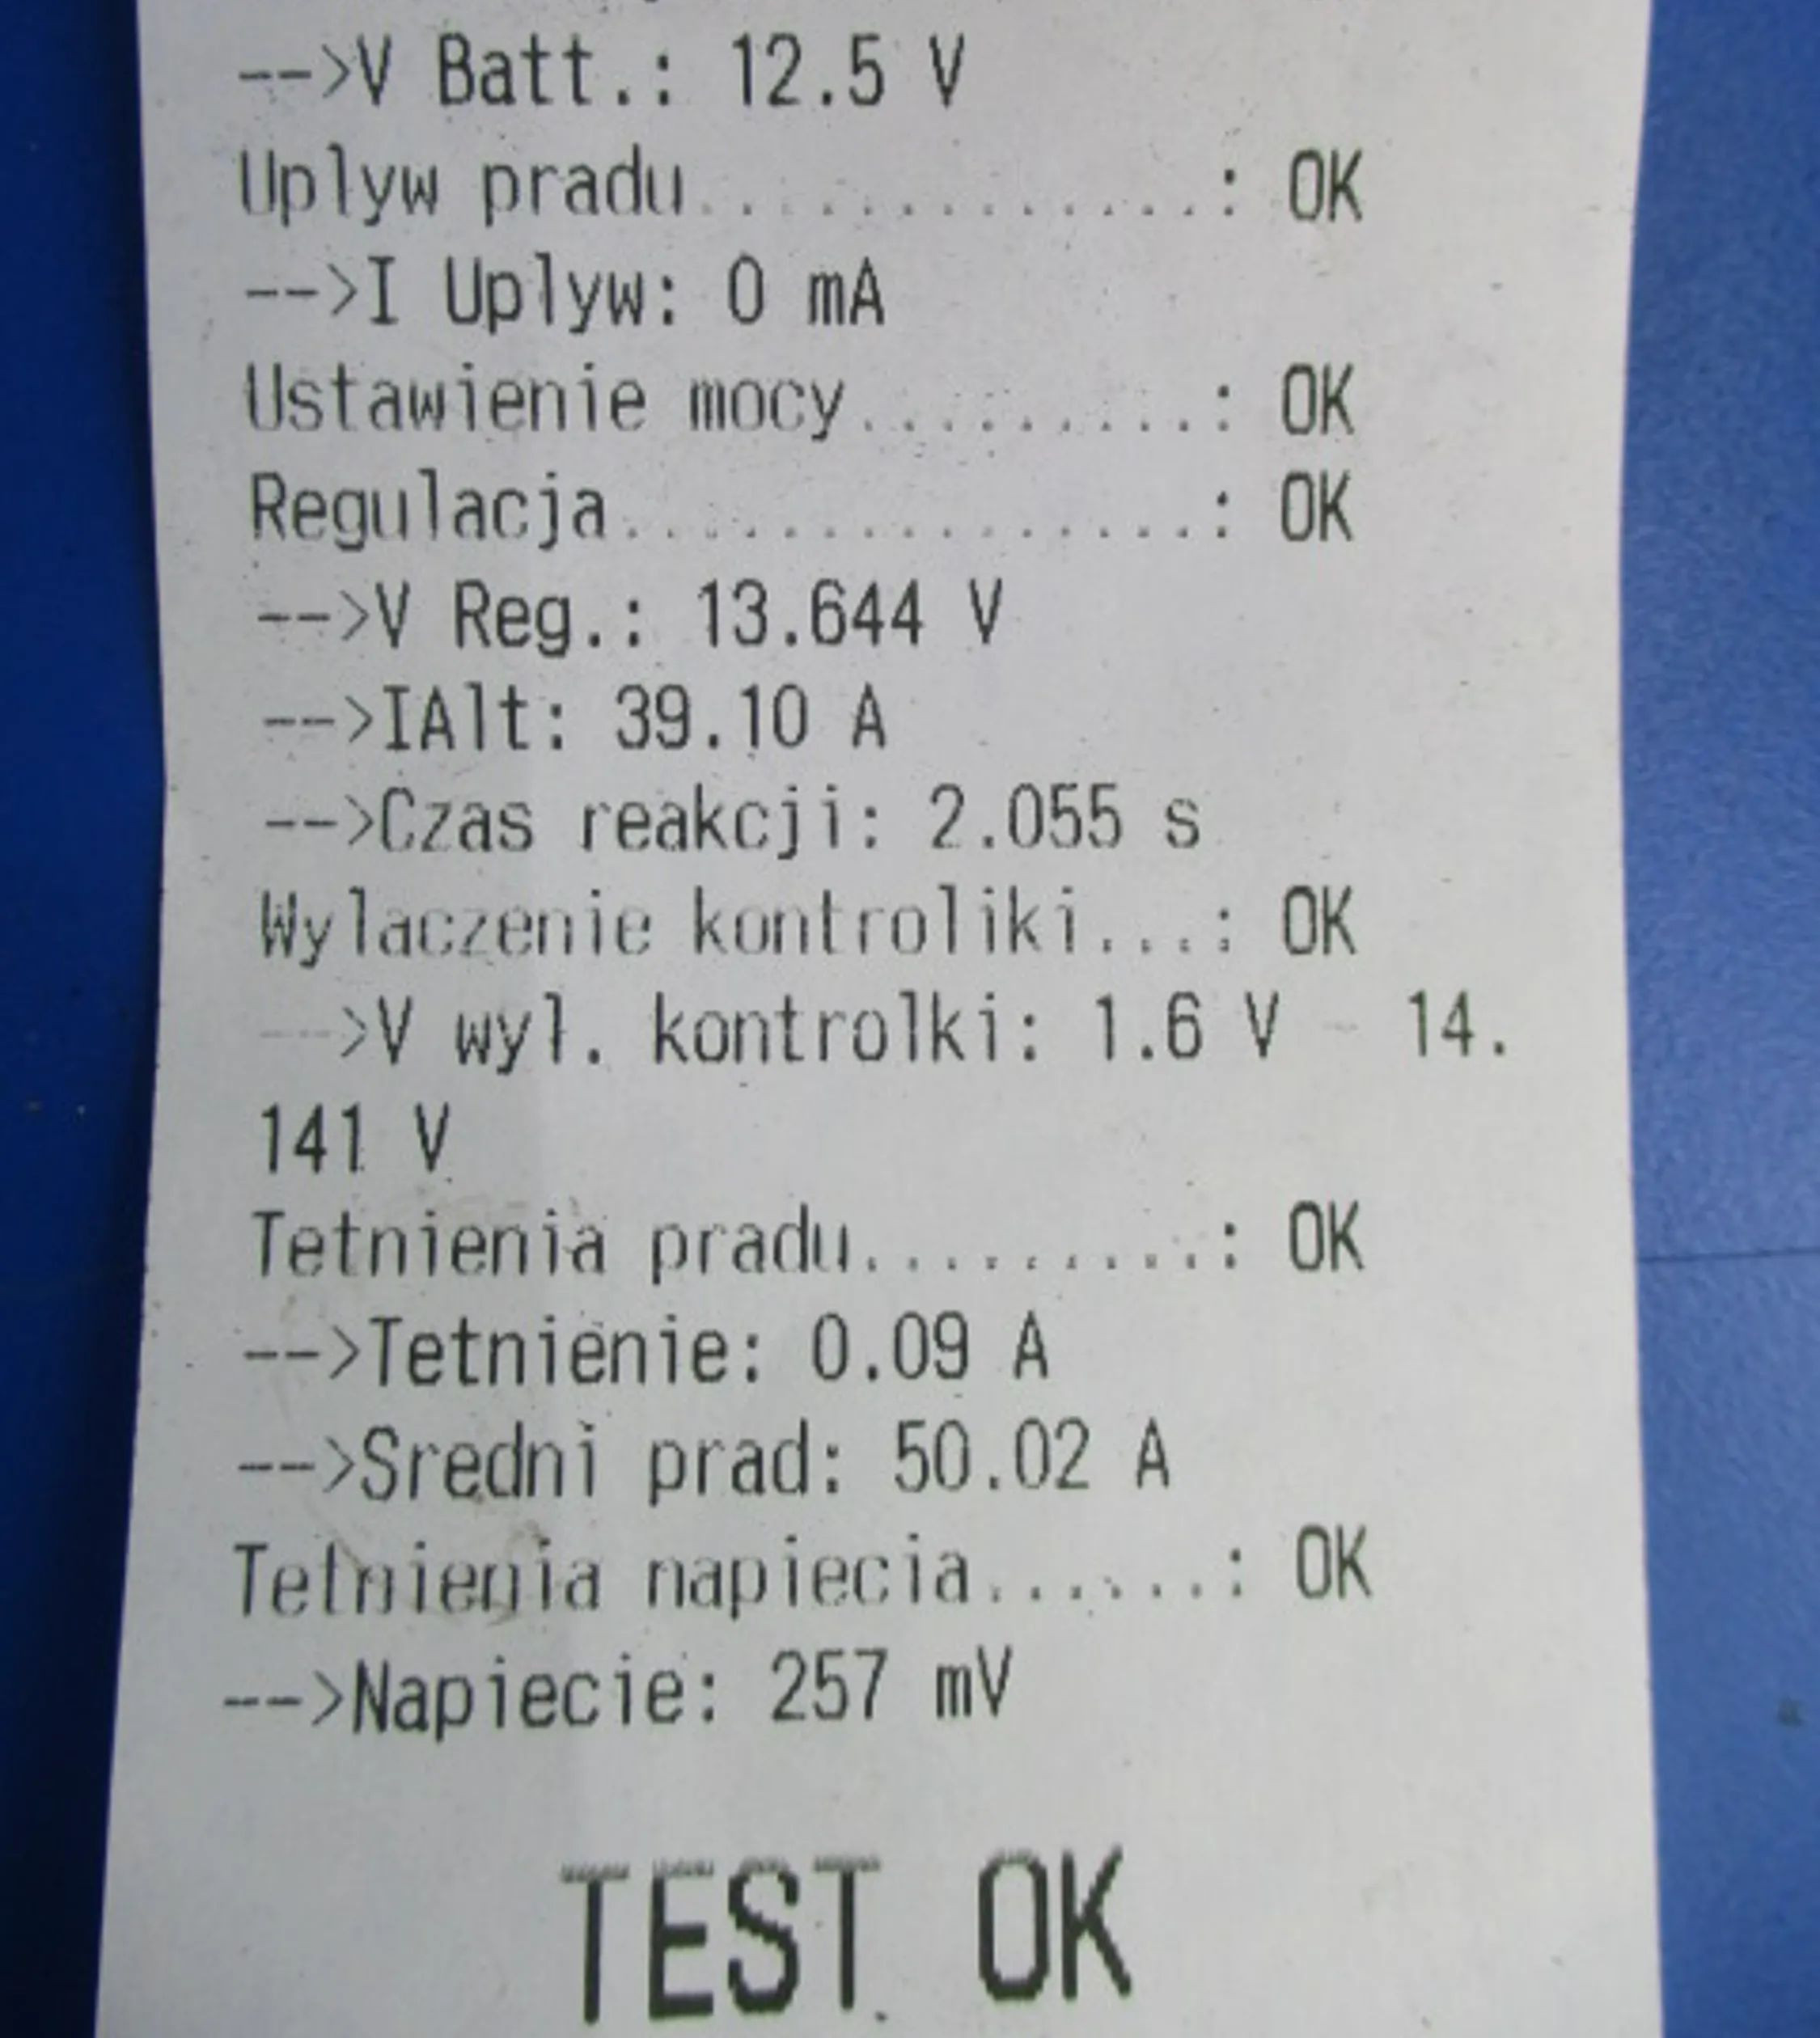 -->V Batt.: 12.5 V
Uplyw pradu..............: OK
-->I Uplyw: 0 mA
Ustawienie mocy.........: OK
Regulacja...............: OK
-->V Reg.: 13.644 V
-->IAlt: 39.10 A
-->Czas reakcji: 2.055 s
Wylaczenie kontroliki...: OK
-->V wył. kontrolki: 1.6 V - 14.
141 V
Tetnienia pradu.........: OK
-->Tetnienie: 0.09 A
-->Sredni prad: 50.02 A
Tetnienia napiecia......: OK
-->Napiecie: 257 mV
TEST OK